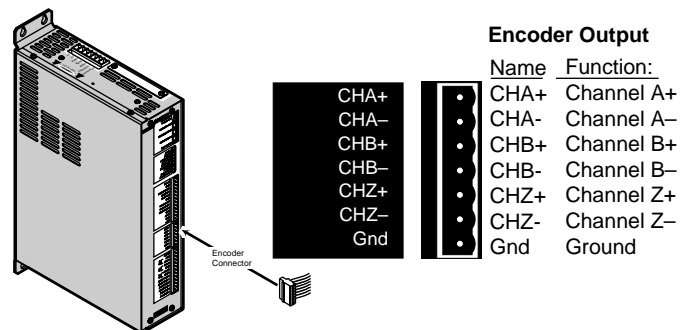 Encoder Output
Name Function:
CHA+ CHA+ Channel A+
CHA– CHA- Channel A–
CHB+ CHB+ Channel B+
CHB– CHB- Channel B–
CHZ+ CHZ+ Channel Z+
CHZ– CHZ- Channel Z–
Gnd Gnd Ground
Encoder
Connector